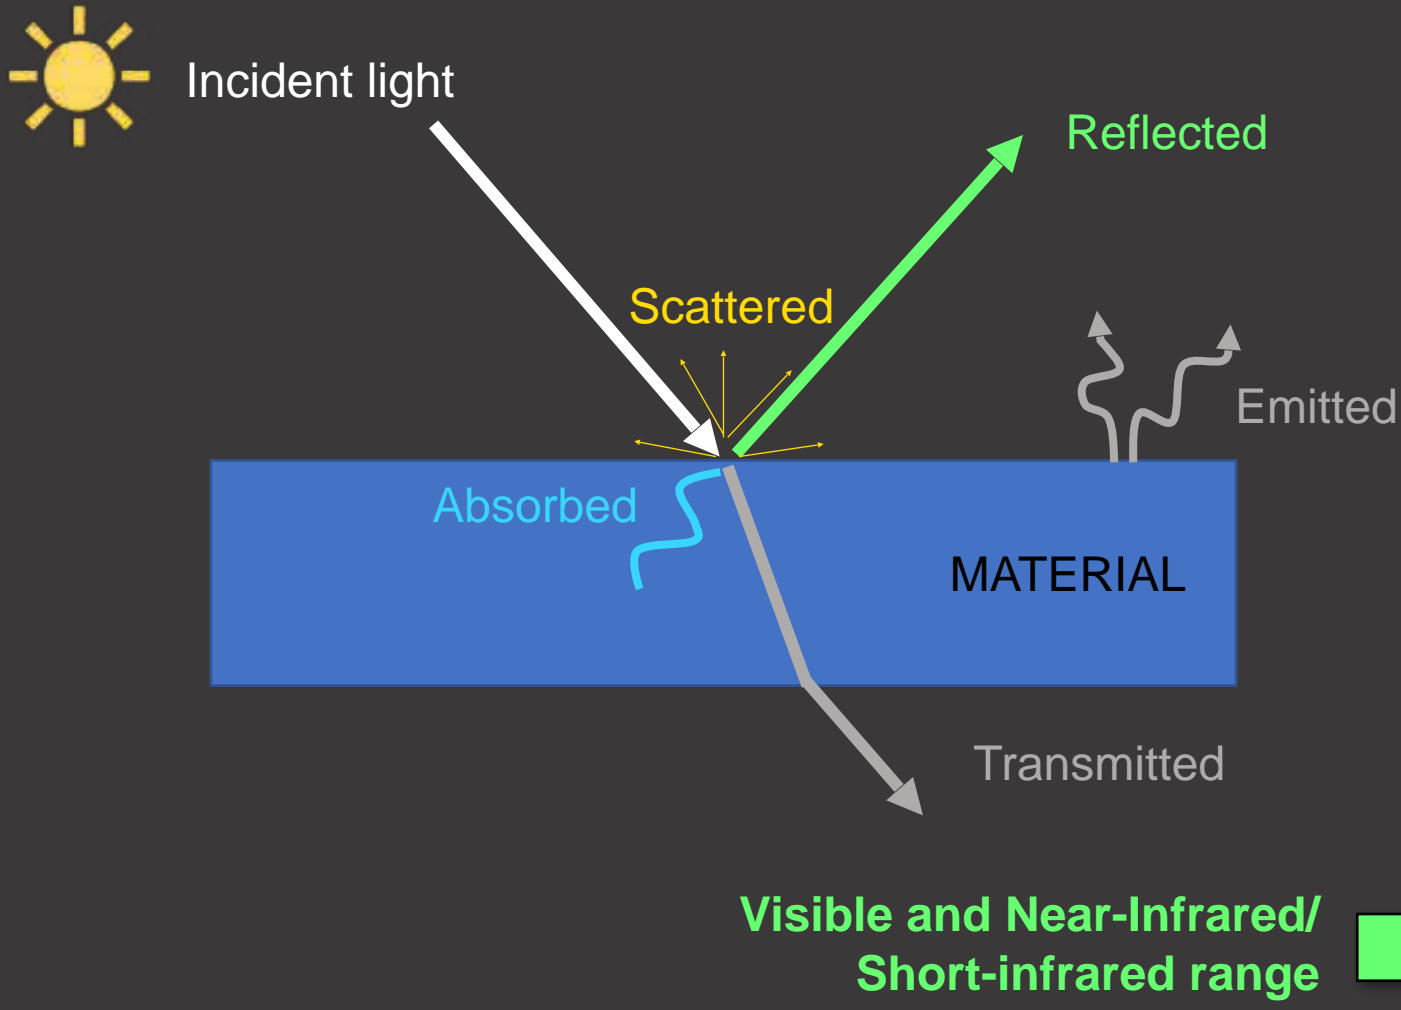 Incident light
Reflected
Scattered
Emitted
Absorbed
MATERIAL
Transmitted
Visible and Near-Infrared/
Short-infrared range